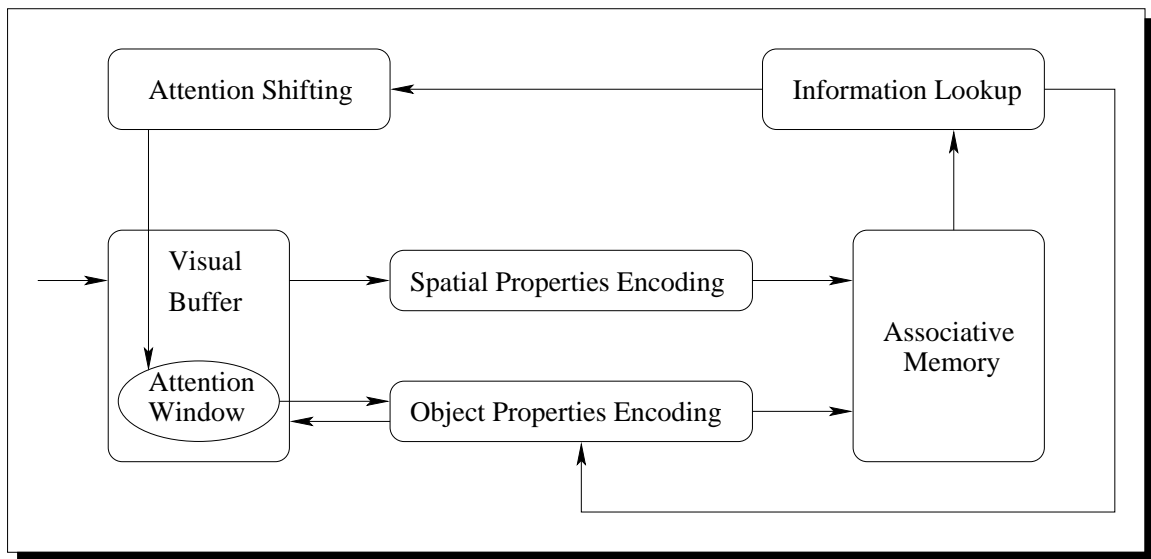 Attention Shifting
Information Lookup
Visual
Buffer
Spatial Properties Encoding
Associative
Memory
Attention
Window
Object Properties Encoding